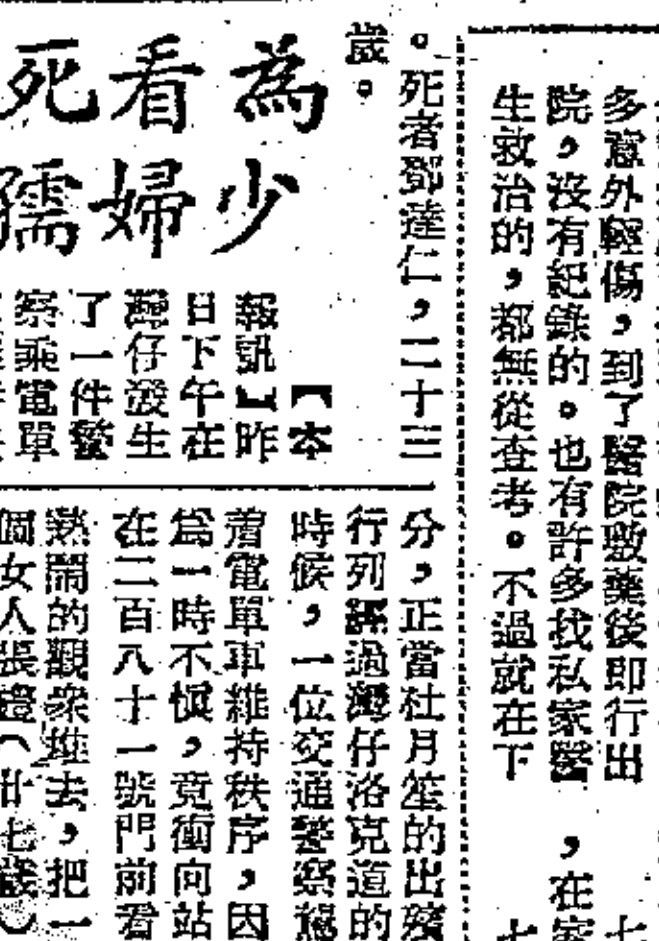 多意外輕傷，到了醫院敷藥後即行出
院，沒有紀錄的。也有許多找私家醫
生救治的，都無從查考。不過就在下
，在家
。死者鄧達仁，二十三
歲。
為少
看婦
死孺
【本
報訊】昨
日下午在
灣仔發生
了一件警
察乘電單
分，正當杜月笙的出殯
行列經過灣仔洛克道的
時候，一位交通警察駕
着電單車維持秩序，因
為一時不慎，竟衝向站
在二百八十一號門前看
熱鬧的觀衆堆去，把一
個女人張燈（卅七歲）